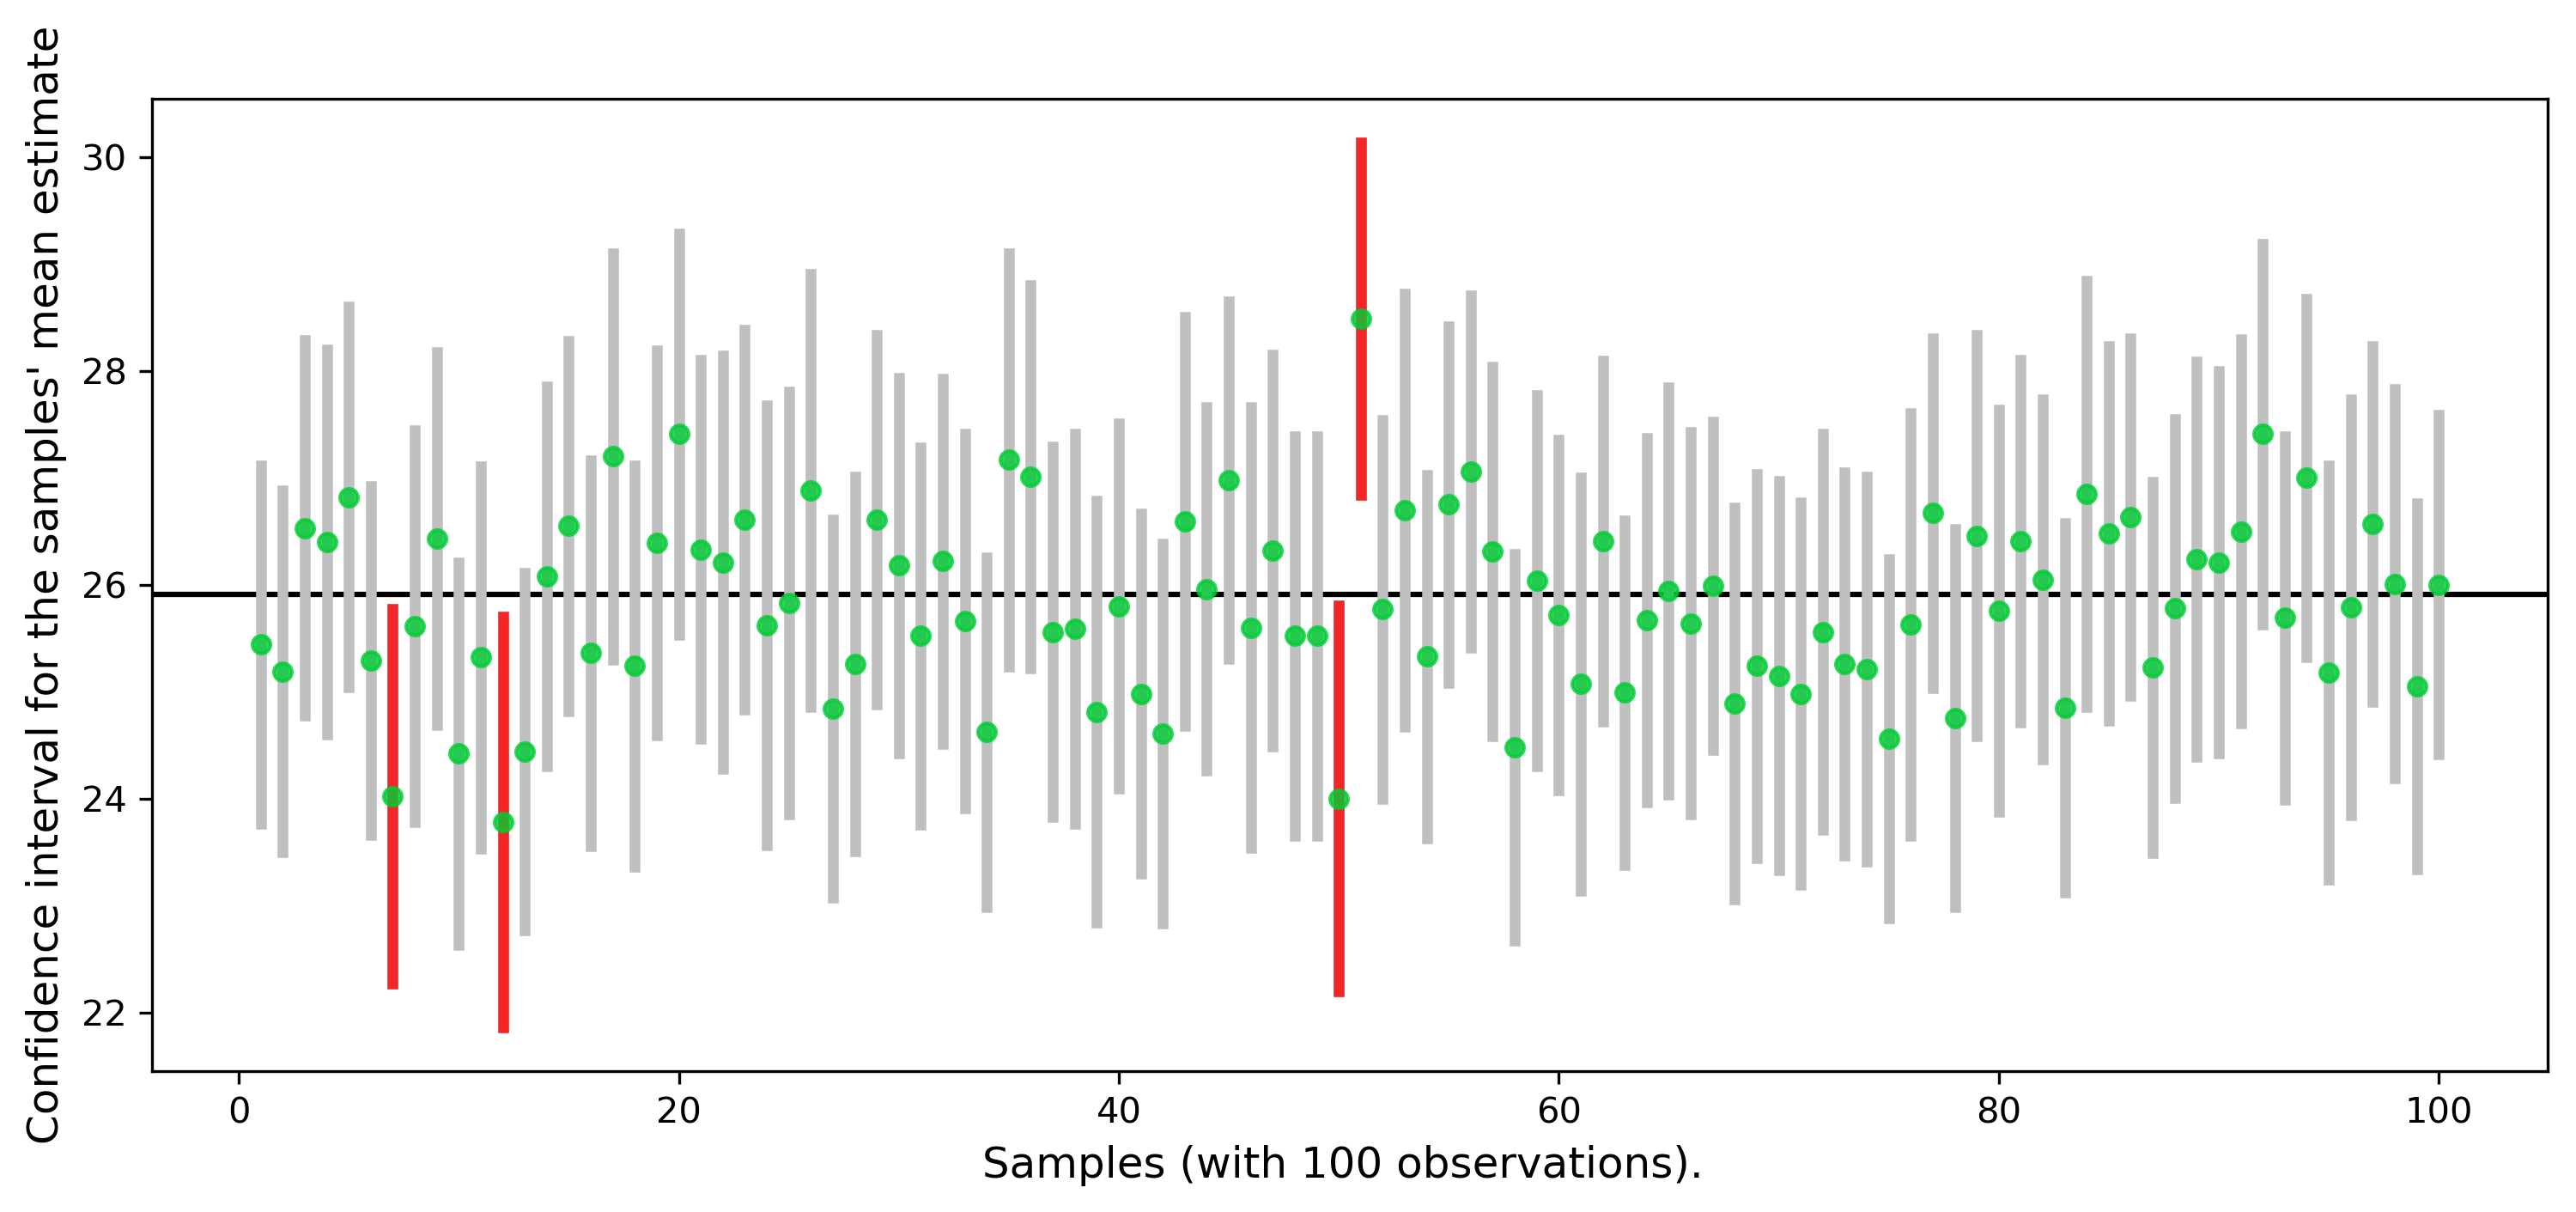 Confidence interval for the samples' mean estimate
30
28
26
24
22
0 20 40 60 80 100
Samples (with 100 observations).